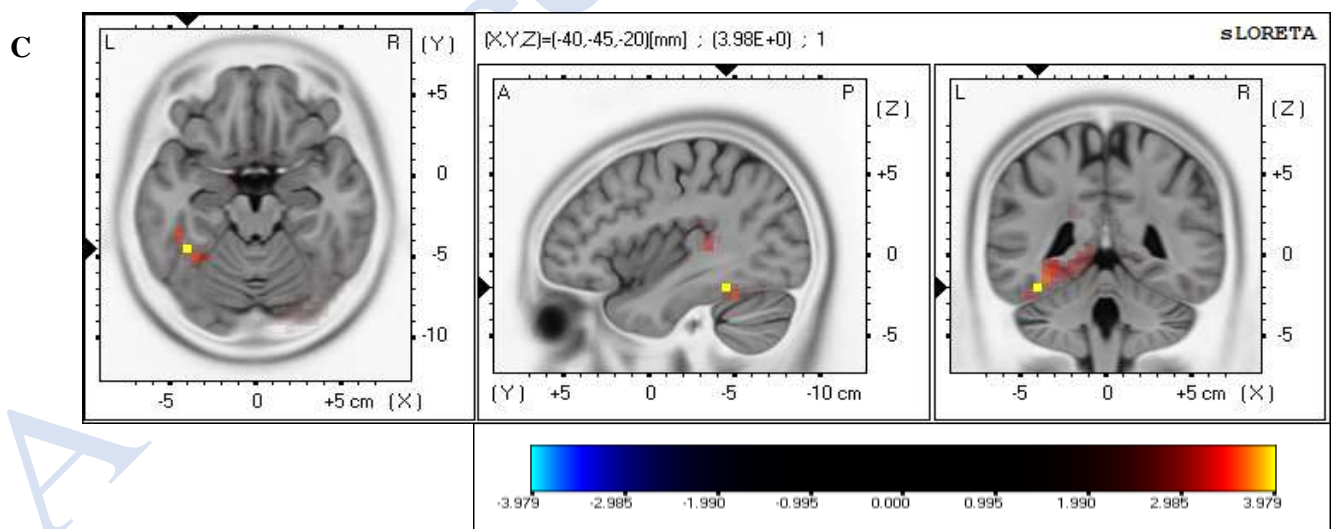 C
L R (Y)
+5
0
-5
-10
-5 0 +5 cm (X)
(X,Y,Z)=(-40,-45,-20)[mm] ; (3.98E+0) ; 1
sLORETA
A P
(Z)
+5
0
-5
(Y) +5 0 -5 -10 cm
L R
(Z)
+5
0
-5
-5 0 +5 cm (X)
-3.979 -2.985 -1.990 -0.995 0.000 0.995 1.990 2.985 3.979
A